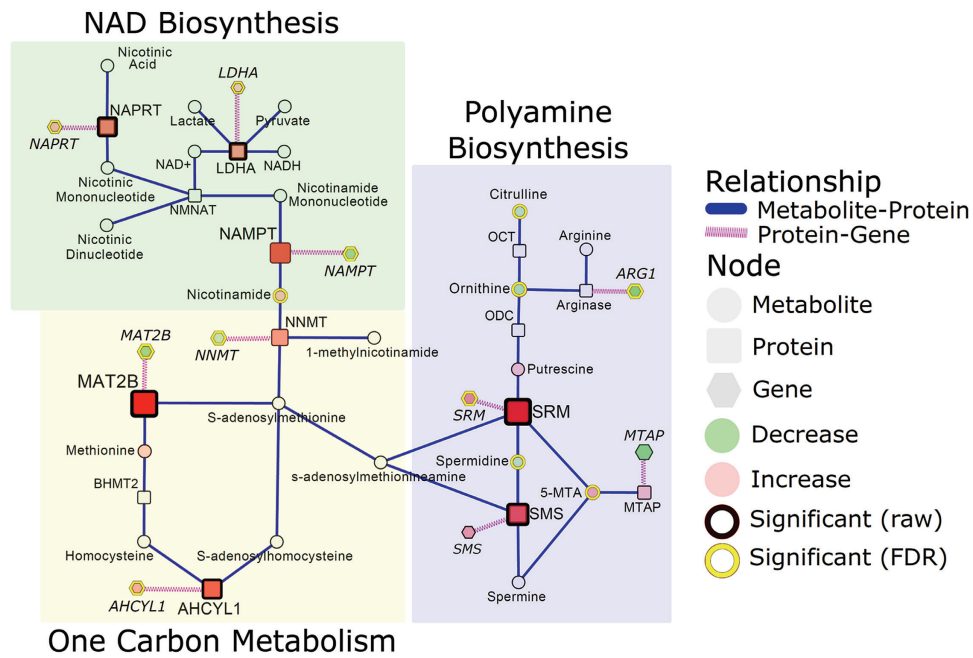 NAD Biosynthesis
Nicotinic
Acid
LDHA
NAPRT
Lactate
Pyruvate
NAPRT
NAD+
NADH
LDHA
Nicotinic
Mononucleotide
NMNAT
Nicotinamide
Mononucleotide
Nicotinic
Dinucleotide
NAMPT
NAMPT
Nicotinamide
MAT2B
NNMT
NNMT
1-methylnicotinamide
MAT2B
S-adenosylmethionine
Methionine
s-adenosylmethionineamine
BHMT2
Homocysteine
S-adenosylhomocysteine
AHCYL1
AHCYL1
One Carbon Metabolism
Polyamine
Biosynthesis
Citrulline
OCT
Arginine
ARG1
Ornithine
Arginase
ODC
Putrescine
SRM
SRM
MTAP
Spermidine
5-MTA
MTAP
SMS
SMS
Spermine
Relationship
Metabolite-Protein
Protein-Gene
Node
Metabolite
Protein
Gene
Decrease
Increase
Significant (raw)
Significant (FDR)